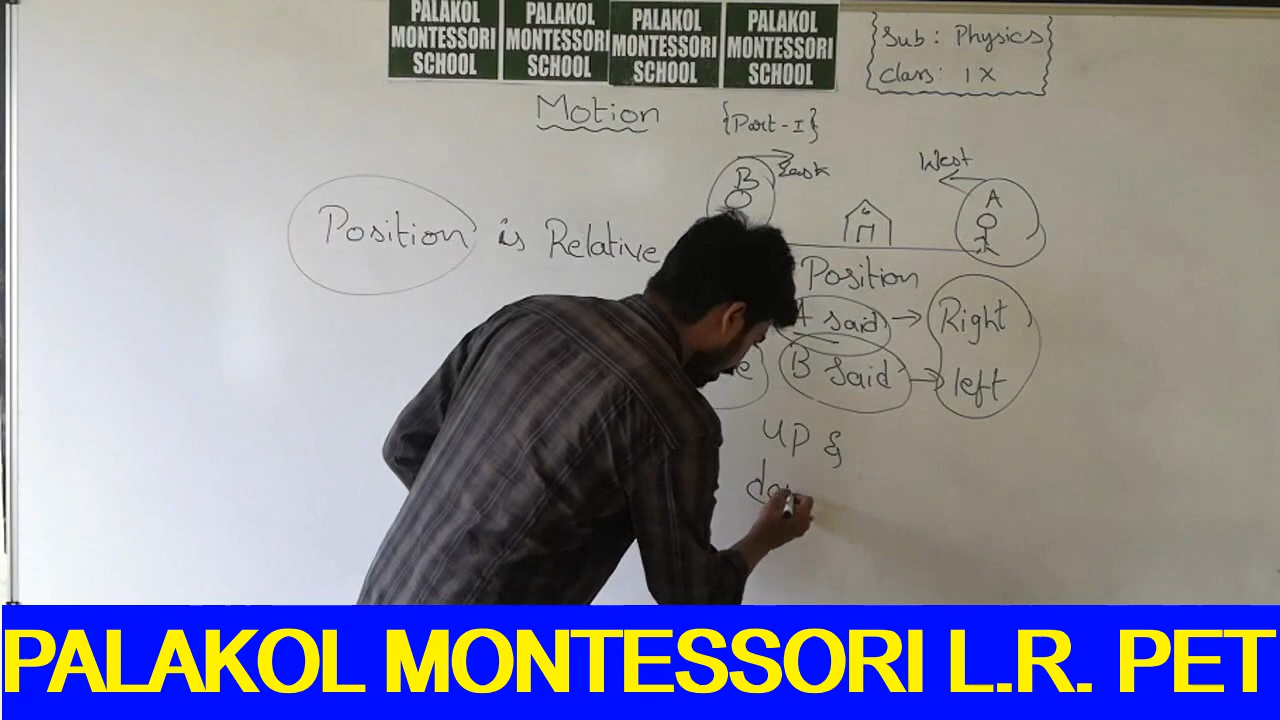 PALAKOL MONTESSORI SCHOOL
PALAKOL MONTESSORI SCHOOL
PALAKOL MONTESSORI SCHOOL
PALAKOL MONTESSORI SCHOOL
Sub: Physics
Class: IX
Motion {Part-I}
B East
West A
Position is Relative
Position
A said → Right
B said → left
UP &
PALAKOL MONTESSORI L.R. PET